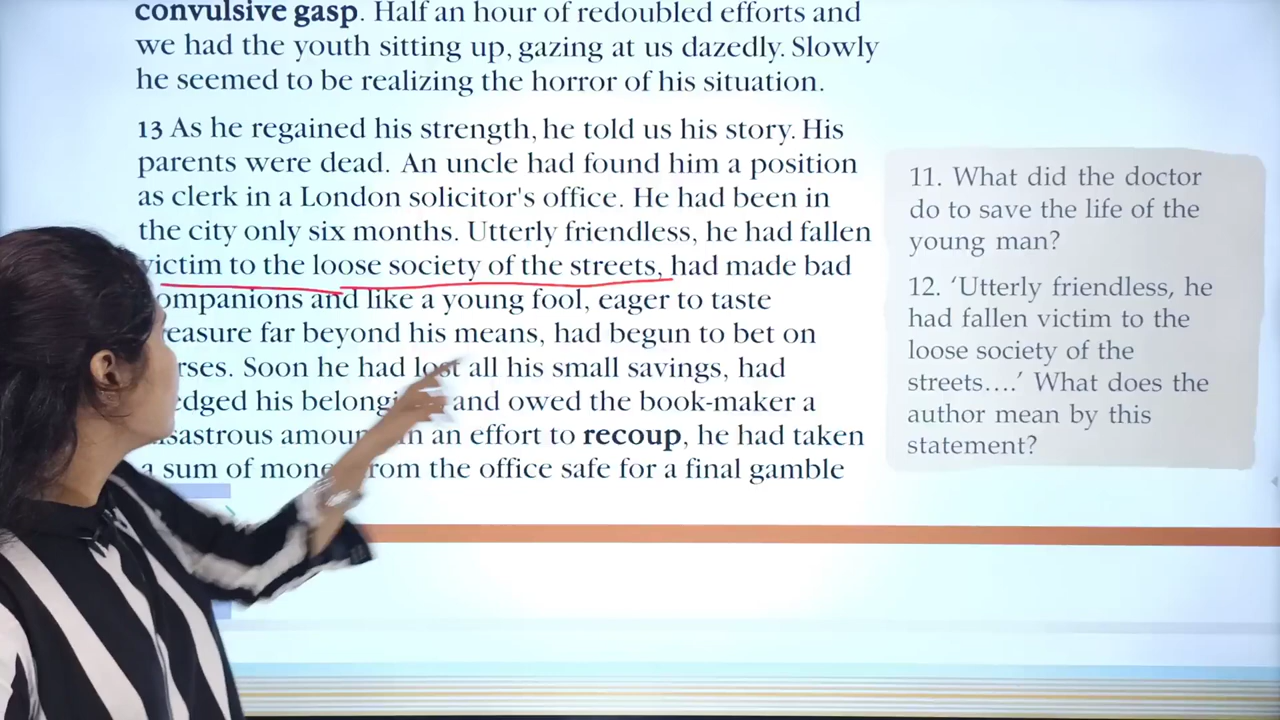 convulsive gasp. Half an hour of redoubled efforts and
we had the youth sitting up, gazing at us dazedly. Slowly
he seemed to be realizing the horror of his situation.
13 As he regained his strength, he told us his story. His
parents were dead. An uncle had found him a position
as clerk in a London solicitor's office. He had been in
the city only six months. Utterly friendless, he had fallen
victim to the loose society of the streets, had made bad
ompanions and like a young fool, eager to taste
easure far beyond his means, had begun to bet on
rses. Soon he had lost all his small savings, had
edged his and owed the book-maker a
sastrous in an effort to recoup, he had taken
a sum of from the office safe for a final gamble
11. What did the doctor
do to save the life of the
young man?
12. ‘Utterly friendless, he
had fallen victim to the
loose society of the
streets....’ What does the
author mean by this
statement?